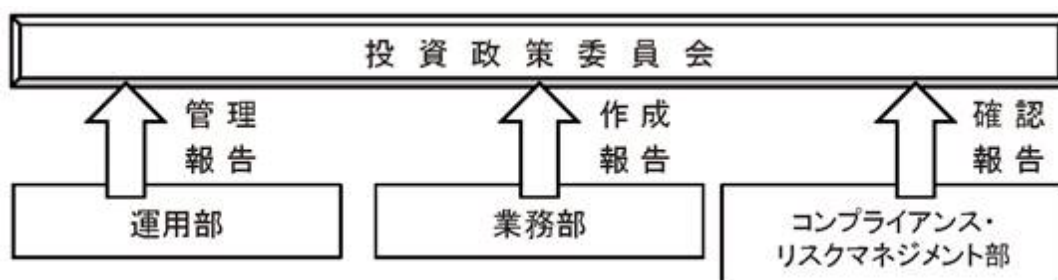 投資政策委員会
管理
報告
作成
報告
確認
報告
運用部
業務部
コンプライアンス・
リスクマネジメント部